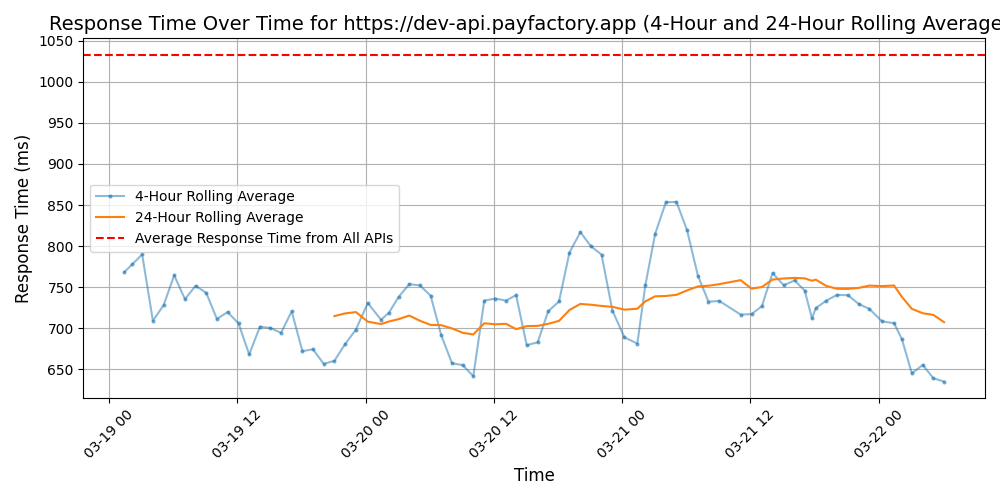 Response Time Over Time for https://dev-api.payfactory.app (4-Hour and 24-Hour Rolling Average
Response Time (ms)
1050
1000
950
900
850
800
750
700
650
4-Hour Rolling Average
24-Hour Rolling Average
Average Response Time from All APIs
03-19 00
03-19 12
03-20 00
03-20 12
03-21 00
03-21 12
03-22 00
Time